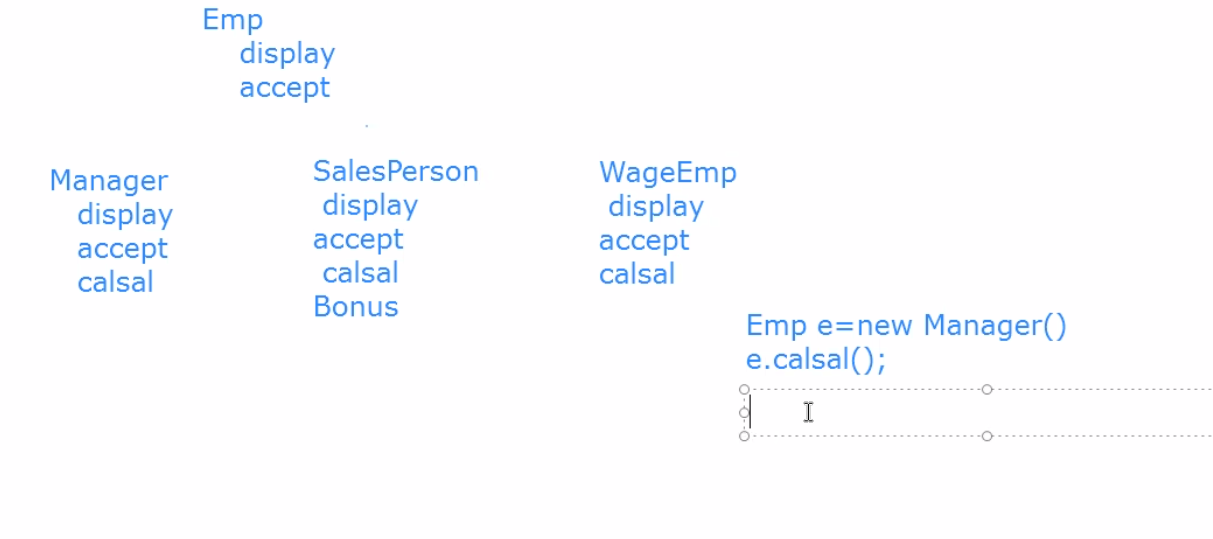 Emp
display
accept
Manager
display
accept
calsal
SalesPerson
display
accept
calsal
Bonus
WageEmp
display
accept
calsal
Emp e=new Manager()
e.calsal();